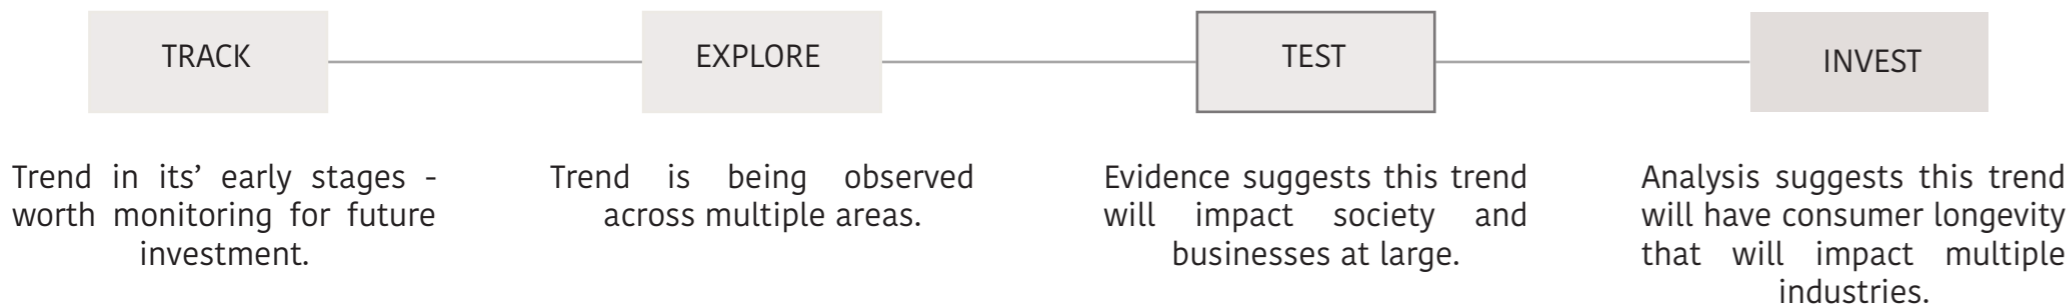 TRACK
EXPLORE
TEST
INVEST
Trend in its’ early stages -
worth monitoring for future
investment.
Trend is being observed
across multiple areas.
Evidence suggests this trend
will impact society and
businesses at large.
Analysis suggests this trend
will have consumer longevity
that will impact multiple
industries.